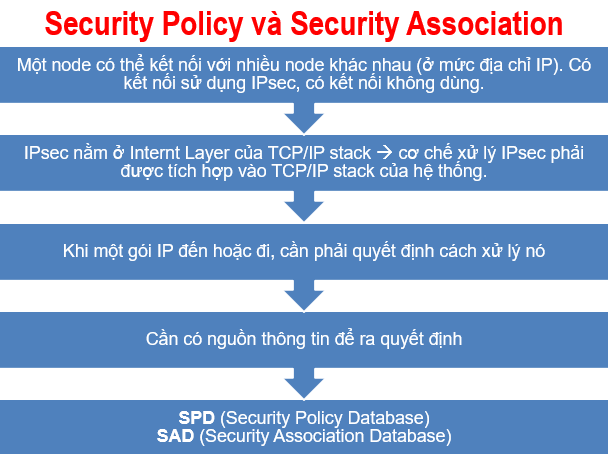 Security Policy và Security Association
Một node có thể kết nối với nhiều node khác nhau (ở mức địa chỉ IP). Có
kết nối sử dụng IPsec, có kết nối không dùng.
IPsec nằm ở Internt Layer của TCP/IP stack → cơ chế xử lý IPsec phải
được tích hợp vào TCP/IP stack của hệ thống.
Khi một gói IP đến hoặc đi, cần phải quyết định cách xử lý nó
Cần có nguồn thông tin để ra quyết định
SPD (Security Policy Database)
SAD (Security Association Database)